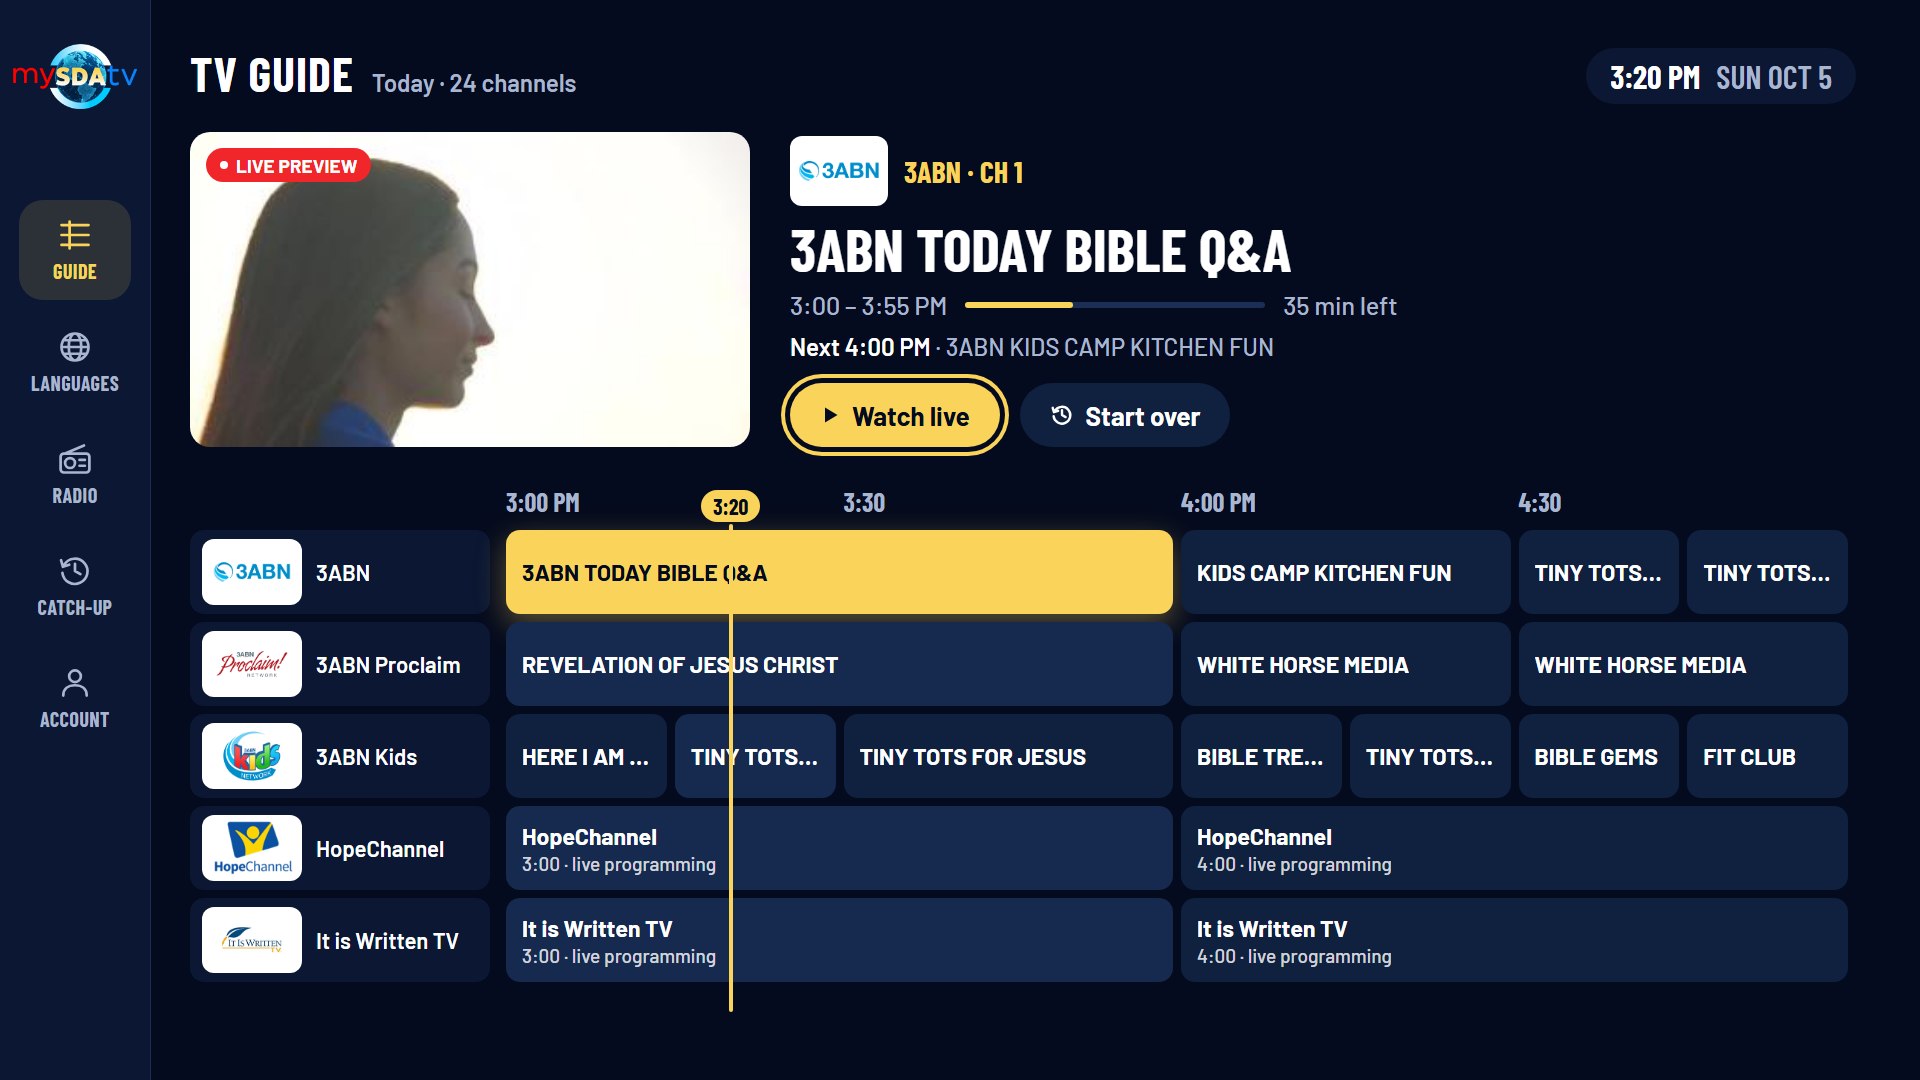 mySDAtv
TV GUIDE Today · 24 channels
3:20 PM SUN OCT 5
GUIDE
LANGUAGES
RADIO
CATCH-UP
ACCOUNT
LIVE PREVIEW
3ABN
3ABN · CH 1
3ABN TODAY BIBLE Q&A
3:00 – 3:55 PM 35 min left
Next 4:00 PM · 3ABN KIDS CAMP KITCHEN FUN
Watch live
Start over
3:00 PM 3:20 3:30 4:00 PM 4:30
3ABN 3ABN 3ABN TODAY BIBLE Q&A KIDS CAMP KITCHEN FUN TINY TOTS... TINY TOTS...
3ABN
Proclaim!
NETWORK
3ABN Proclaim REVELATION OF JESUS CHRIST WHITE HORSE MEDIA WHITE HORSE MEDIA
3ABN
kids
NETWORK
3ABN Kids HERE I AM ... TINY TOTS... TINY TOTS FOR JESUS BIBLE TRE... TINY TOTS... BIBLE GEMS FIT CLUB
HopeChannel
HopeChannel
HopeChannel
3:00 · live programming
HopeChannel
4:00 · live programming
IT IS WRITTEN
TV
It is Written TV
It is Written TV
3:00 · live programming
It is Written TV
4:00 · live programming